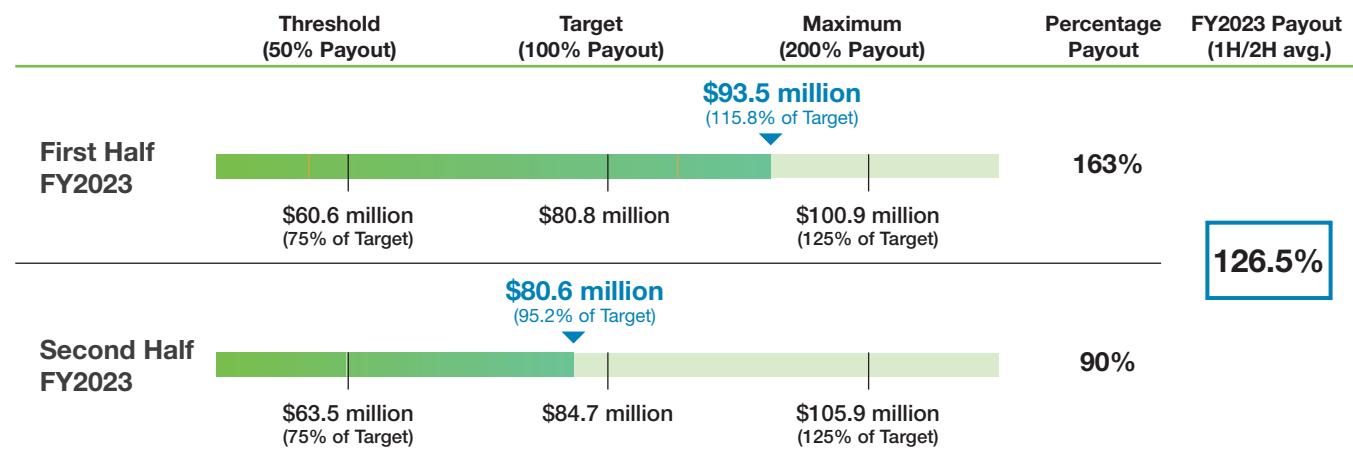 Threshold
(50% Payout)
Target
(100% Payout)
Maximum
(200% Payout)
Percentage
Payout
FY2023 Payout
(1H/2H avg.)
$93.5 million
(115.8% of Target)
First Half
FY2023
163%
$60.6 million
(75% of Target)
$80.8 million
$100.9 million
(125% of Target)
126.5%
$80.6 million
(95.2% of Target)
Second Half
FY2023
90%
$63.5 million
(75% of Target)
$84.7 million
$105.9 million
(125% of Target)